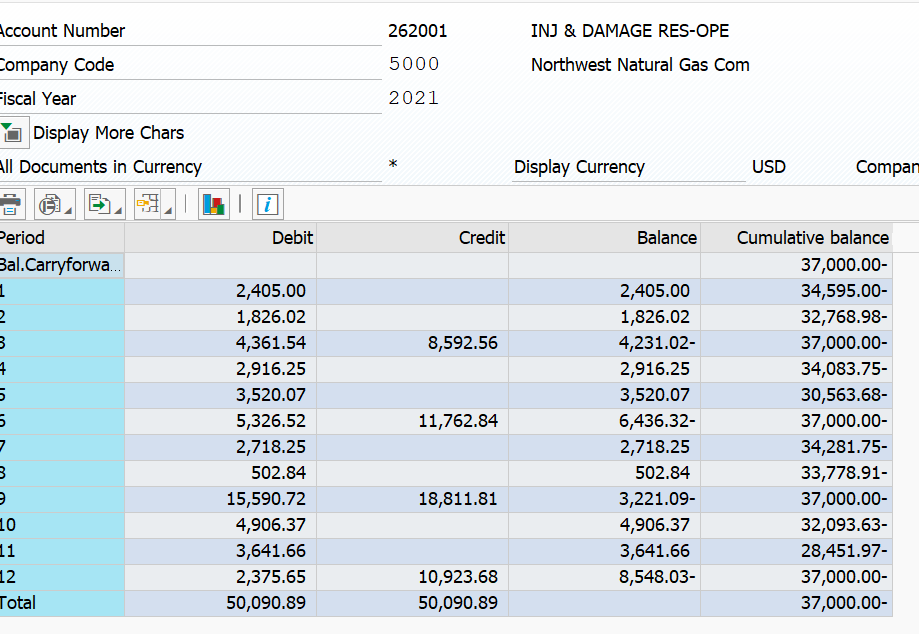 Account Number 262001 INJ & DAMAGE RES-OPE
Company Code 5000 Northwest Natural Gas Com
Fiscal Year 2021
Display More Chars
All Documents in Currency * Display Currency USD Compan
Period Debit Credit Balance Cumulative balance
Bal.Carryforwa... 37,000.00-
1 2,405.00 2,405.00 34,595.00-
2 1,826.02 1,826.02 32,768.98-
3 4,361.54 8,592.56 4,231.02- 37,000.00-
4 2,916.25 2,916.25 34,083.75-
5 3,520.07 3,520.07 30,563.68-
6 5,326.52 11,762.84 6,436.32- 37,000.00-
7 2,718.25 2,718.25 34,281.75-
8 502.84 502.84 33,778.91-
9 15,590.72 18,811.81 3,221.09- 37,000.00-
10 4,906.37 4,906.37 32,093.63-
11 3,641.66 3,641.66 28,451.97-
12 2,375.65 10,923.68 8,548.03- 37,000.00-
Total 50,090.89 50,090.89 37,000.00-